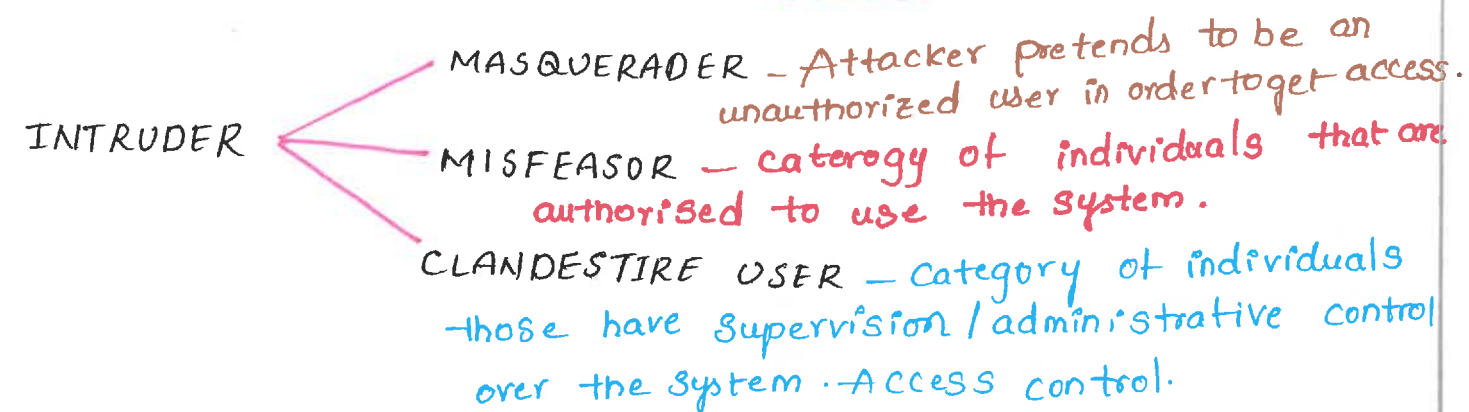 MASQUERADER - Attacker pretends to be an
unauthorized user in order to get access.
INTRUDER
MISFEASOR - caterogy of individuals that are
authorised to use the system.
CLANDESTIRE USER - Category of individuals
those have supervision / administrative control
over the system. Access control.